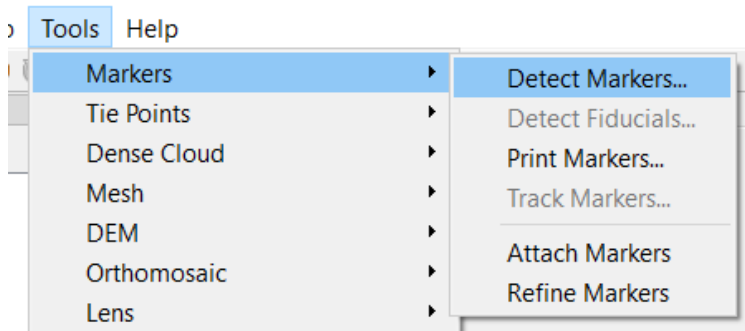 Tools Help
Markers
Tie Points
Dense Cloud
Mesh
DEM
Orthomosaic
Lens
Detect Markers...
Detect Fiducials...
Print Markers...
Track Markers...
Attach Markers
Refine Markers